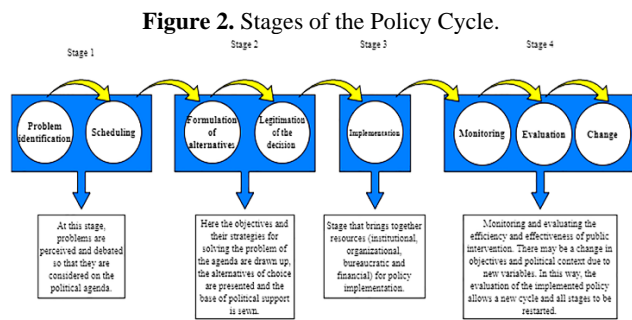 Figure 2. Stages of the Policy Cycle.
Stage 1
Stage 2
Stage 3
Stage 4
Problem
identification
Scheduling
Formulation
of
alternatives
Legitimation
of the
decision
Implementation
Monitoring
Evaluation
Change
At this stage,
problems are
perceived and debated
so that they are
considered on the
political agenda.
Here the objectives and
their strategies for
solving the problem of
the agenda are drawn up,
the alternatives of choice
are presented and the
base of political support
is sewn.
Stage that brings together
resources (institutional,
organizational,
bureaucratic and
financial) for policy
implementation.
Monitoring and evaluating the
efficiency and effectiveness of public
intervention. There may be a change in
objectives and political context due to
new variables. In this way, the
evaluation of the implemented policy
allows a new cycle and all stages to be
restarted.